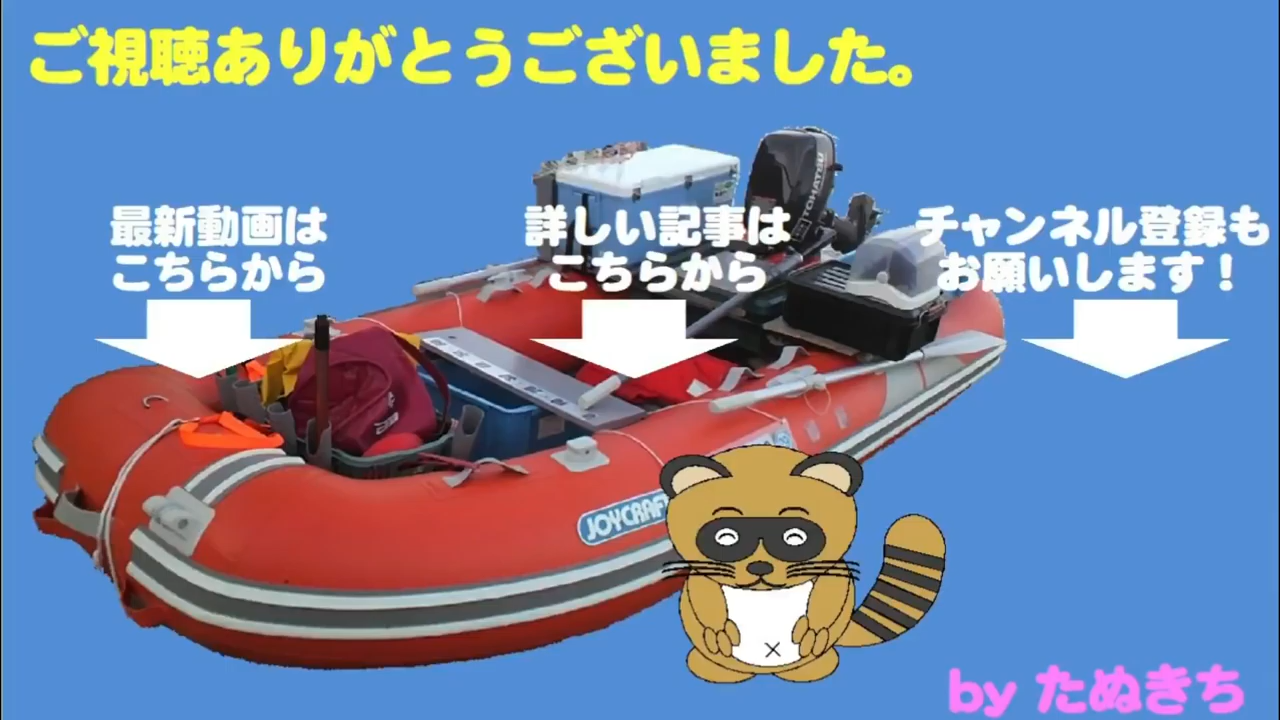 ご視聴ありがとうございました。
最新動画は
こちらから
詳しい記事は
こちらから
チャンネル登録も
お願いします！
TOHATSU
JOYCRAFT
by たぬきち